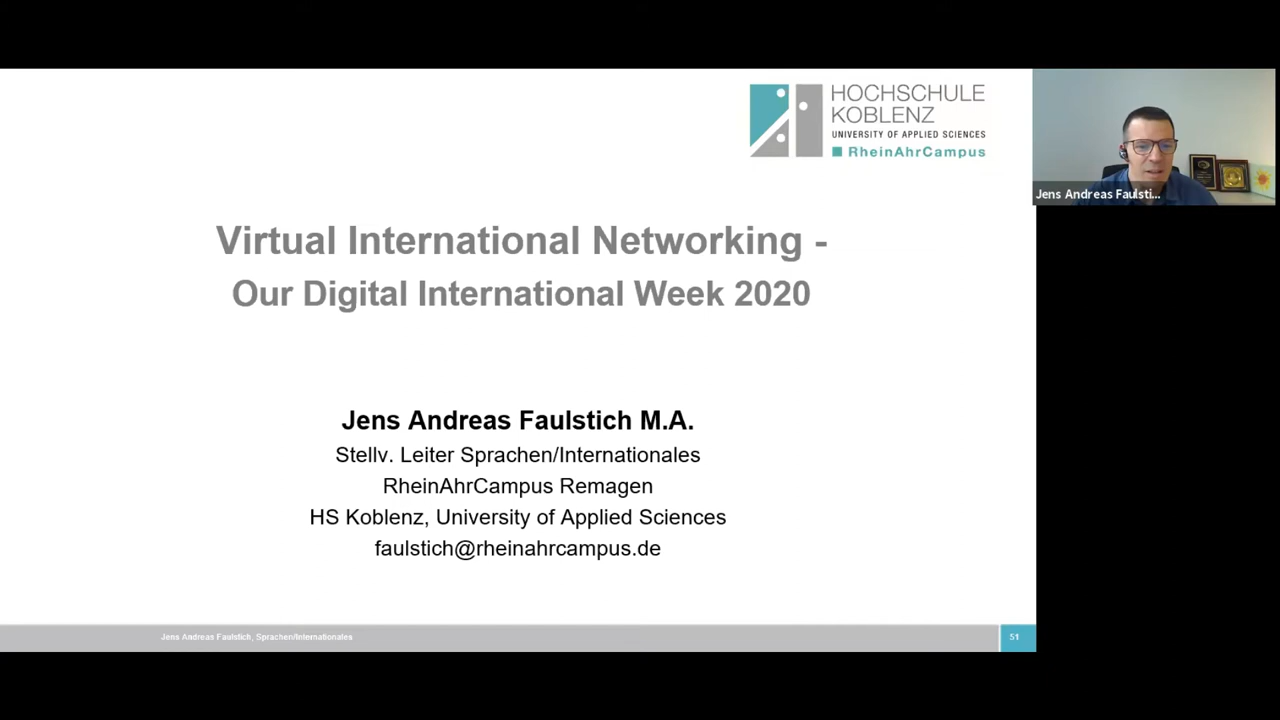 HOCHSCHULE
KOBLENZ
UNIVERSITY OF APPLIED SCIENCES
RheinAhrCampus
Jens Andreas Faulsti...
Virtual International Networking -
Our Digital International Week 2020
Jens Andreas Faulstich M.A.
Stellv. Leiter Sprachen/Internationales
RheinAhrCampus Remagen
HS Koblenz, University of Applied Sciences
faulstich@rheinahrcampus.de
Jens Andreas Faulstich, Sprachen/Internationales
51